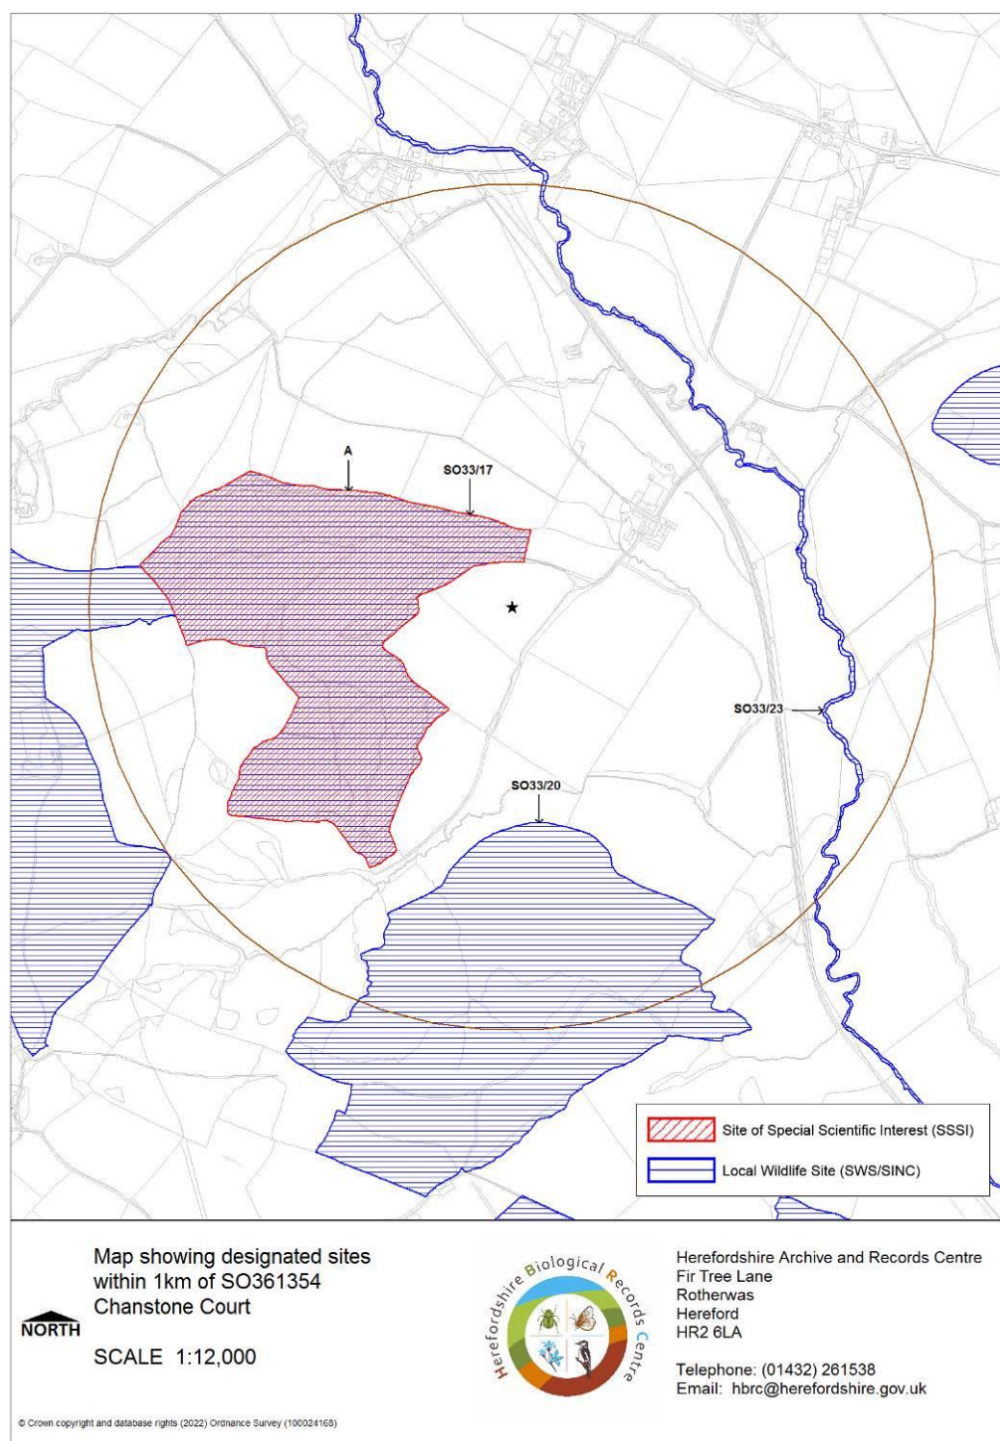 A
SO33/17
SO33/23
SO33/20
Site of Special Scientific Interest (SSSI)
Local Wildlife Site (SWS/SINC)
NORTH
Map showing designated sites
within 1km of SO361354
Chanstone Court
SCALE 1:12,000
Herefordshire Biological Records Centre
Herefordshire Archive and Records Centre
Fir Tree Lane
Rotherwas
Hereford
HR2 6LA
Telephone: (01432) 261538
Email: hbrc@herefordshire.gov.uk
© Crown copyright and database rights (2022) Ordnance Survey (100024168)